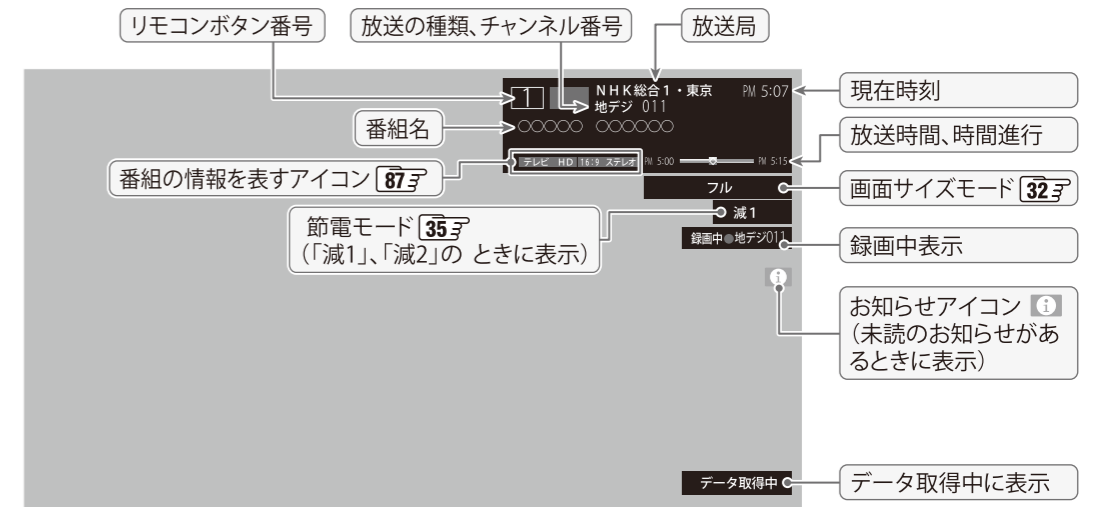 リモコンボタン番号
放送の種類、チャンネル番号
放送局
1
NHK総合1・東京
PM 5:07
地デジ 011
現在時刻
番組名
○○○○○ ○○○○○○
放送時間、時間進行
テレビ HD 16:9 ステレオ PM 5:00 PM 5:15
番組の情報を表すアイコン 87
フル
画面サイズモード 32
節電モード 35
(「減1」、「減2」の ときに表示)
減1
録画中●地デジ011
録画中表示
お知らせアイコン
(未読のお知らせがあ
るときに表示)
データ取得中
データ取得中に表示